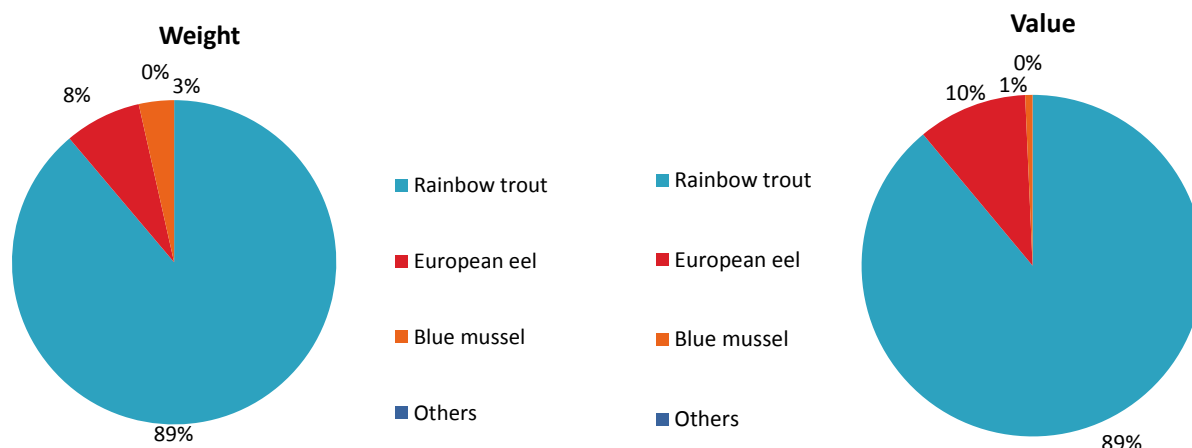 Weight
0%
3%
8%
89%
Rainbow trout
European eel
Blue mussel
Others
Value
0%
1%
10%
89%
Rainbow trout
European eel
Blue mussel
Others